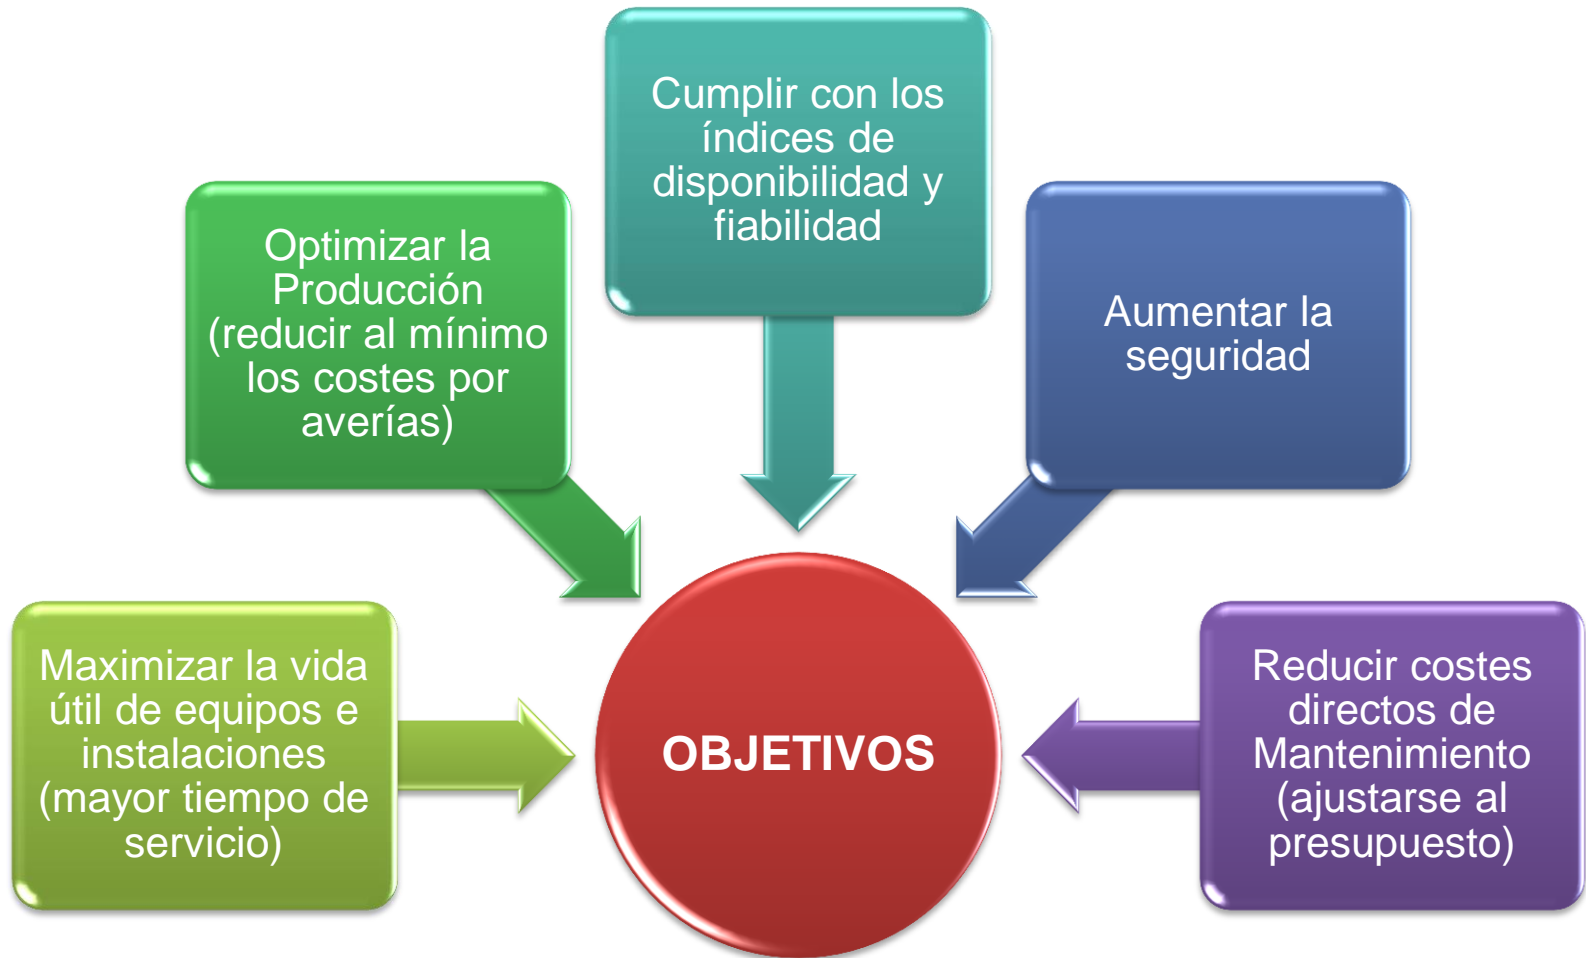 Cumplir con los
índices de
disponibilidad y
fiabilidad
Optimizar la
Producción
(reducir al mínimo
los costes por
averías)
Aumentar la
seguridad
Maximizar la vida
útil de equipos e
instalaciones
(mayor tiempo de
servicio)
OBJETIVOS
Reducir costes
directos de
Mantenimiento
(ajustarse al
presupuesto)